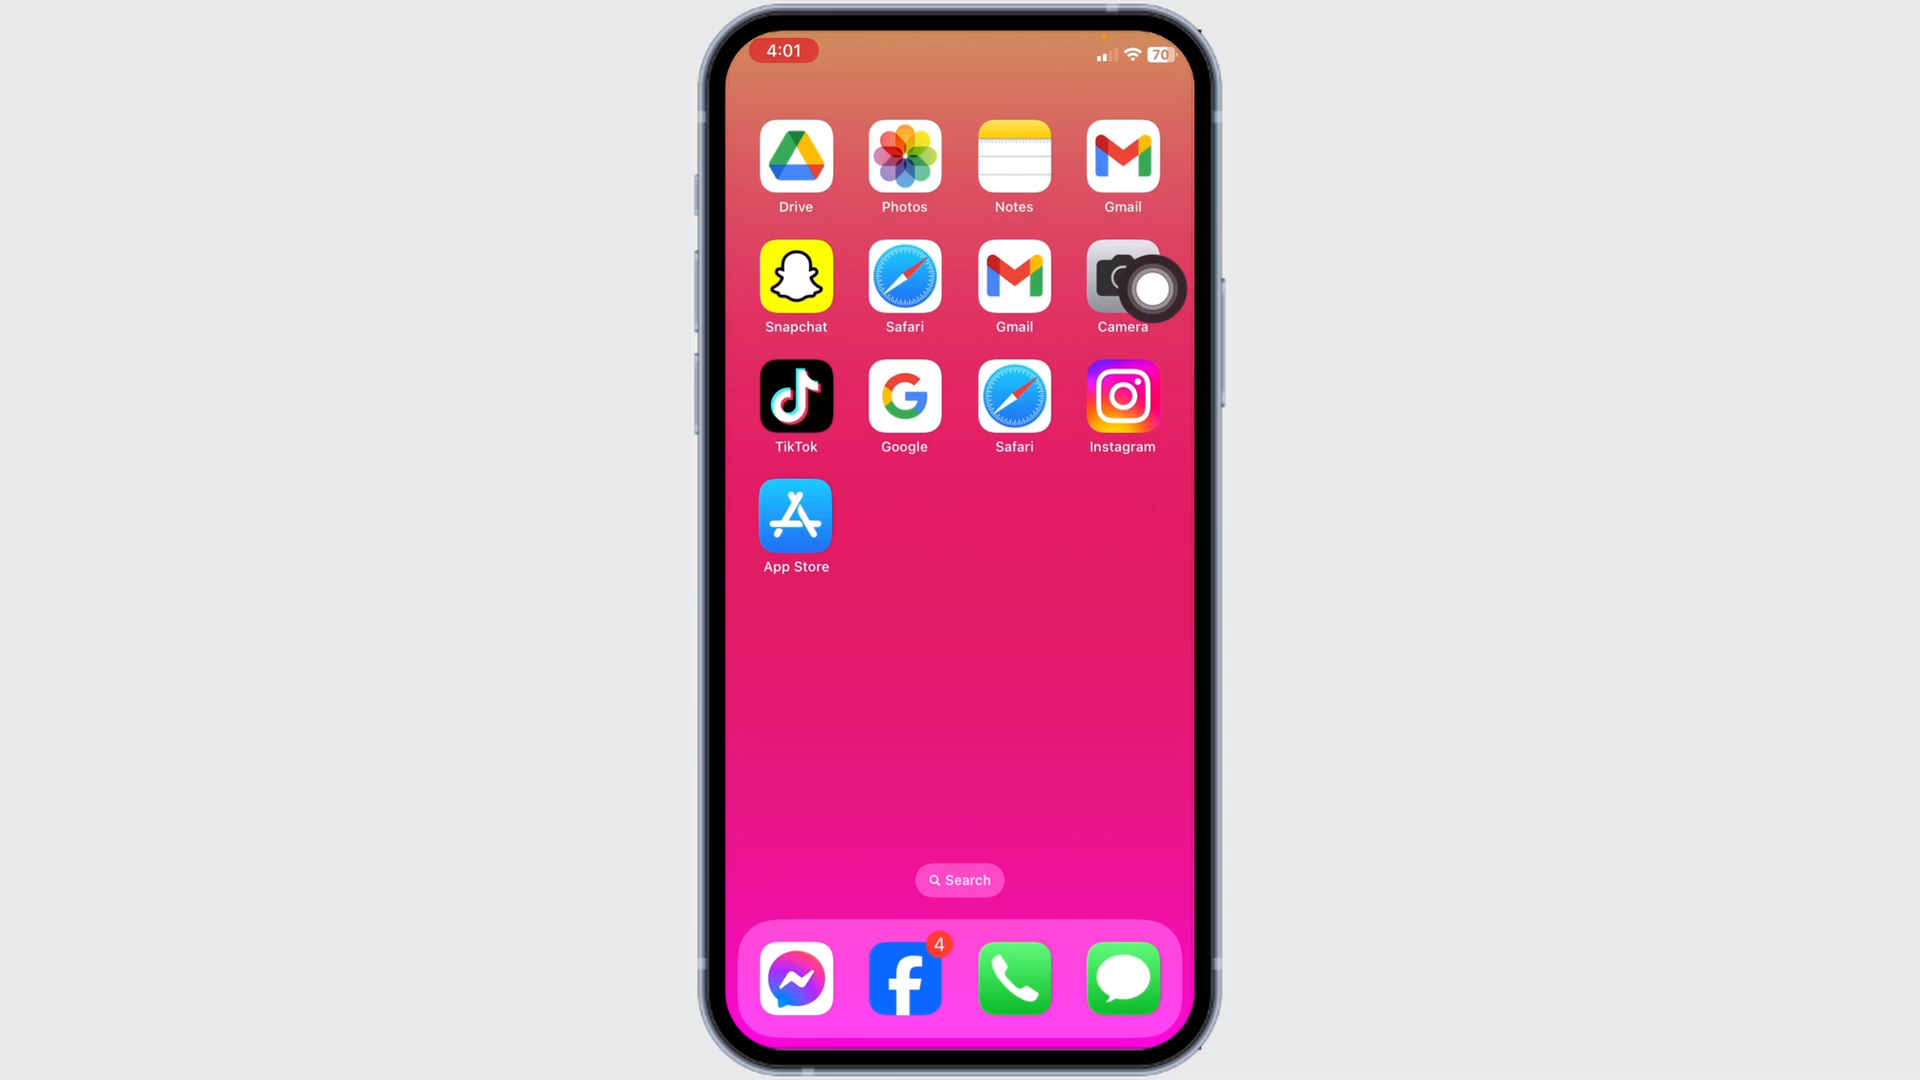 4:01 70
Drive Photos Notes Gmail
Snapchat Safari Gmail Camera
TikTok Google Safari Instagram
App Store
Search
4